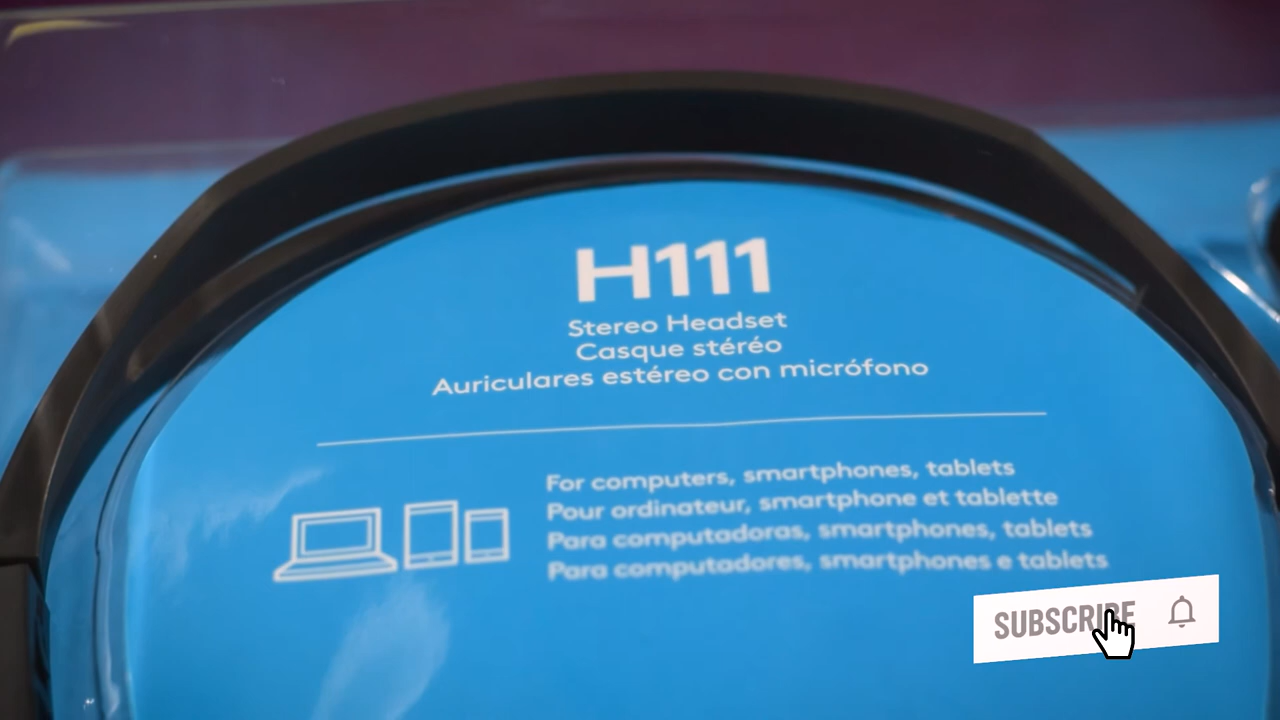 H111
Stereo Headset
Casque stéréo
Auriculares estéreo con micrófono
For computers, smartphones, tablets
Pour ordinateur, smartphone et tablette
Para computadoras, smartphones, tablets
Para computadores, smartphones e tablets
SUBSCRIBE